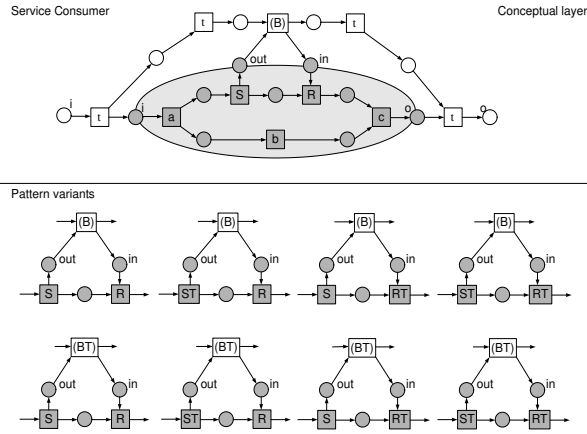 Service Consumer Conceptual layer
t (B) t
out in
i i S R o o
t a c t
b
Pattern variants
(B) (B) (B) (B)
out in out in out in out in
S R ST R S RT ST RT
(BT) (BT) (BT) (BT)
out in out in out in out in
S R ST R S RT ST RT